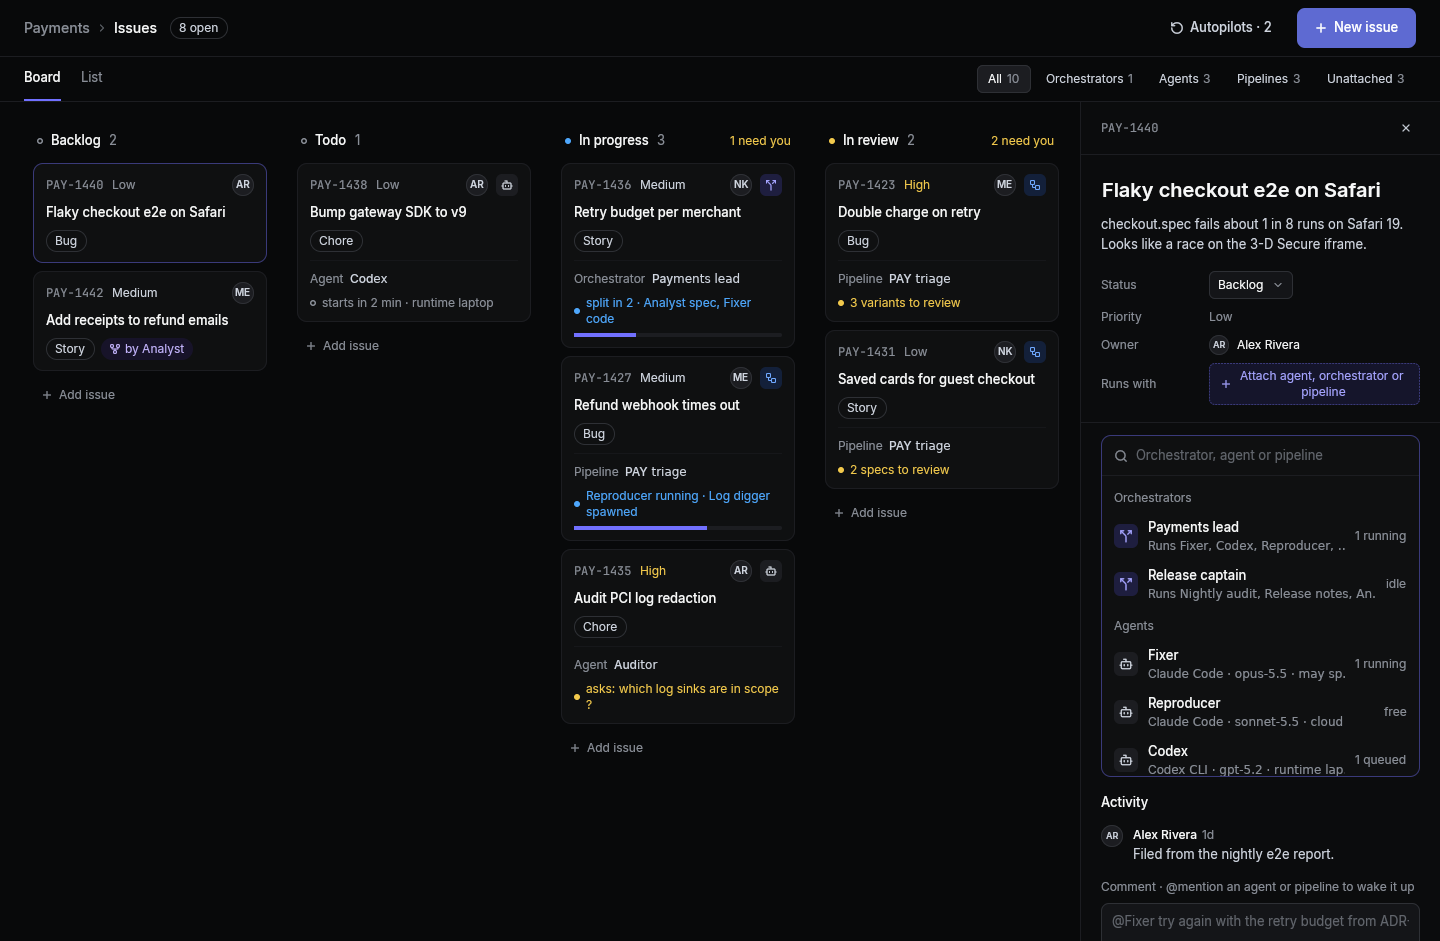 Payments › Issues 8 open
Autopilots · 2
+ New issue
Board
List
All 10
Orchestrators 1
Agents 3
Pipelines 3
Unattached 3
Backlog 2
PAY-1440 Low AR
Flaky checkout e2e on Safari
Bug
PAY-1442 Medium ME
Add receipts to refund emails
Story by Analyst
+ Add issue
Todo 1
PAY-1438 Low AR
Bump gateway SDK to v9
Chore
Agent Codex
starts in 2 min · runtime laptop
+ Add issue
In progress 3 1 need you
PAY-1436 Medium NK
Retry budget per merchant
Story
Orchestrator Payments lead
split in 2 · Analyst spec, Fixer
code
PAY-1427 Medium ME
Refund webhook times out
Bug
Pipeline PAY triage
Reproducer running · Log digger
spawned
PAY-1435 High AR
Audit PCI log redaction
Chore
Agent Auditor
asks: which log sinks are in scope
?
+ Add issue
In review 2 2 need you
PAY-1423 High ME
Double charge on retry
Bug
Pipeline PAY triage
3 variants to review
PAY-1431 Low NK
Saved cards for guest checkout
Story
Pipeline PAY triage
2 specs to review
+ Add issue
PAY-1440 ×
Flaky checkout e2e on Safari
checkout.spec fails about 1 in 8 runs on Safari 19.
Looks like a race on the 3-D Secure iframe.
Status Backlog
Priority Low
Owner AR Alex Rivera
Runs with + Attach agent, orchestrator or
pipeline
Orchestrator, agent or pipeline
Orchestrators
Payments lead
Runs Fixer, Codex, Reproducer, ..
1 running
Release captain
Runs Nightly audit, Release notes, An.
idle
Agents
Fixer
Claude Code · opus-5.5 · may sp.
1 running
Reproducer
Claude Code · sonnet-5.5 · cloud
free
Codex
Codex CLI · gpt-5.2 · runtime lap
1 queued
Activity
AR Alex Rivera 1d
Filed from the nightly e2e report.
Comment · @mention an agent or pipeline to wake it up
@Fixer try again with the retry budget from ADR-